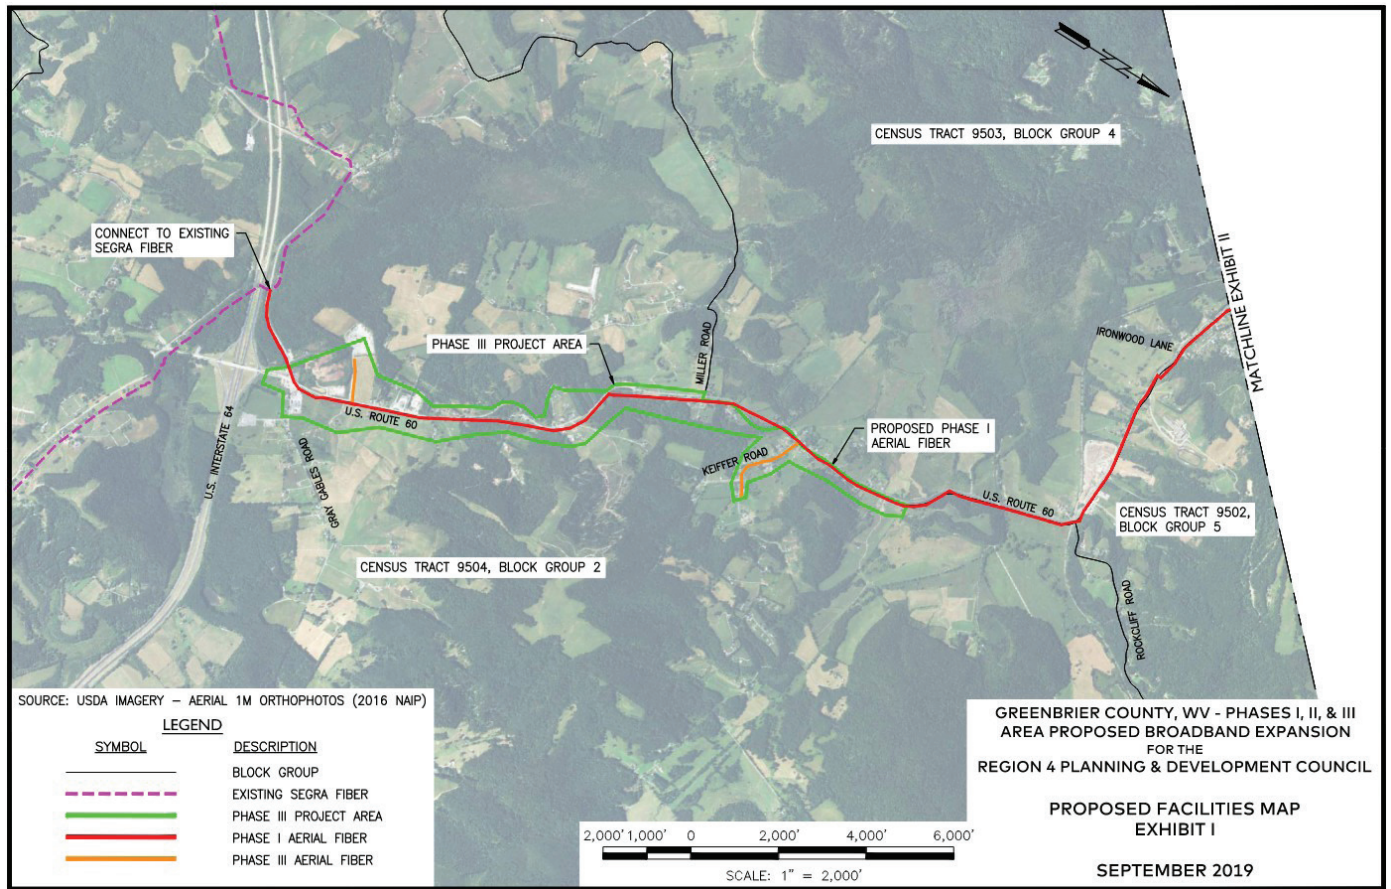 CENSUS TRACT 9503, BLOCK GROUP 4
N
CONNECT TO EXISTING
SEGRA FIBER
MATCHLINE EXHIBIT II
IRONWOOD LANE
PHASE III PROJECT AREA
MILLER ROAD
U.S. ROUTE 60
PROPOSED PHASE I
AERIAL FIBER
KEIFFER ROAD
U.S. INTERSTATE 64
GRAY GABLES ROAD
U.S. ROUTE 60
CENSUS TRACT 9502,
BLOCK GROUP 5
CENSUS TRACT 9504, BLOCK GROUP 2
ROCKCLIFF ROAD
SOURCE: USDA IMAGERY – AERIAL 1M ORTHOPHOTOS (2016 NAIP)
LEGEND
SYMBOL DESCRIPTION
BLOCK GROUP
EXISTING SEGRA FIBER
PHASE III PROJECT AREA
PHASE I AERIAL FIBER
PHASE III AERIAL FIBER
2,000' 1,000' 0 2,000' 4,000' 6,000'
SCALE: 1" = 2,000'
GREENBRIER COUNTY, WV - PHASES I, II, & III
AREA PROPOSED BROADBAND EXPANSION
FOR THE
REGION 4 PLANNING & DEVELOPMENT COUNCIL
PROPOSED FACILITIES MAP
EXHIBIT I
SEPTEMBER 2019